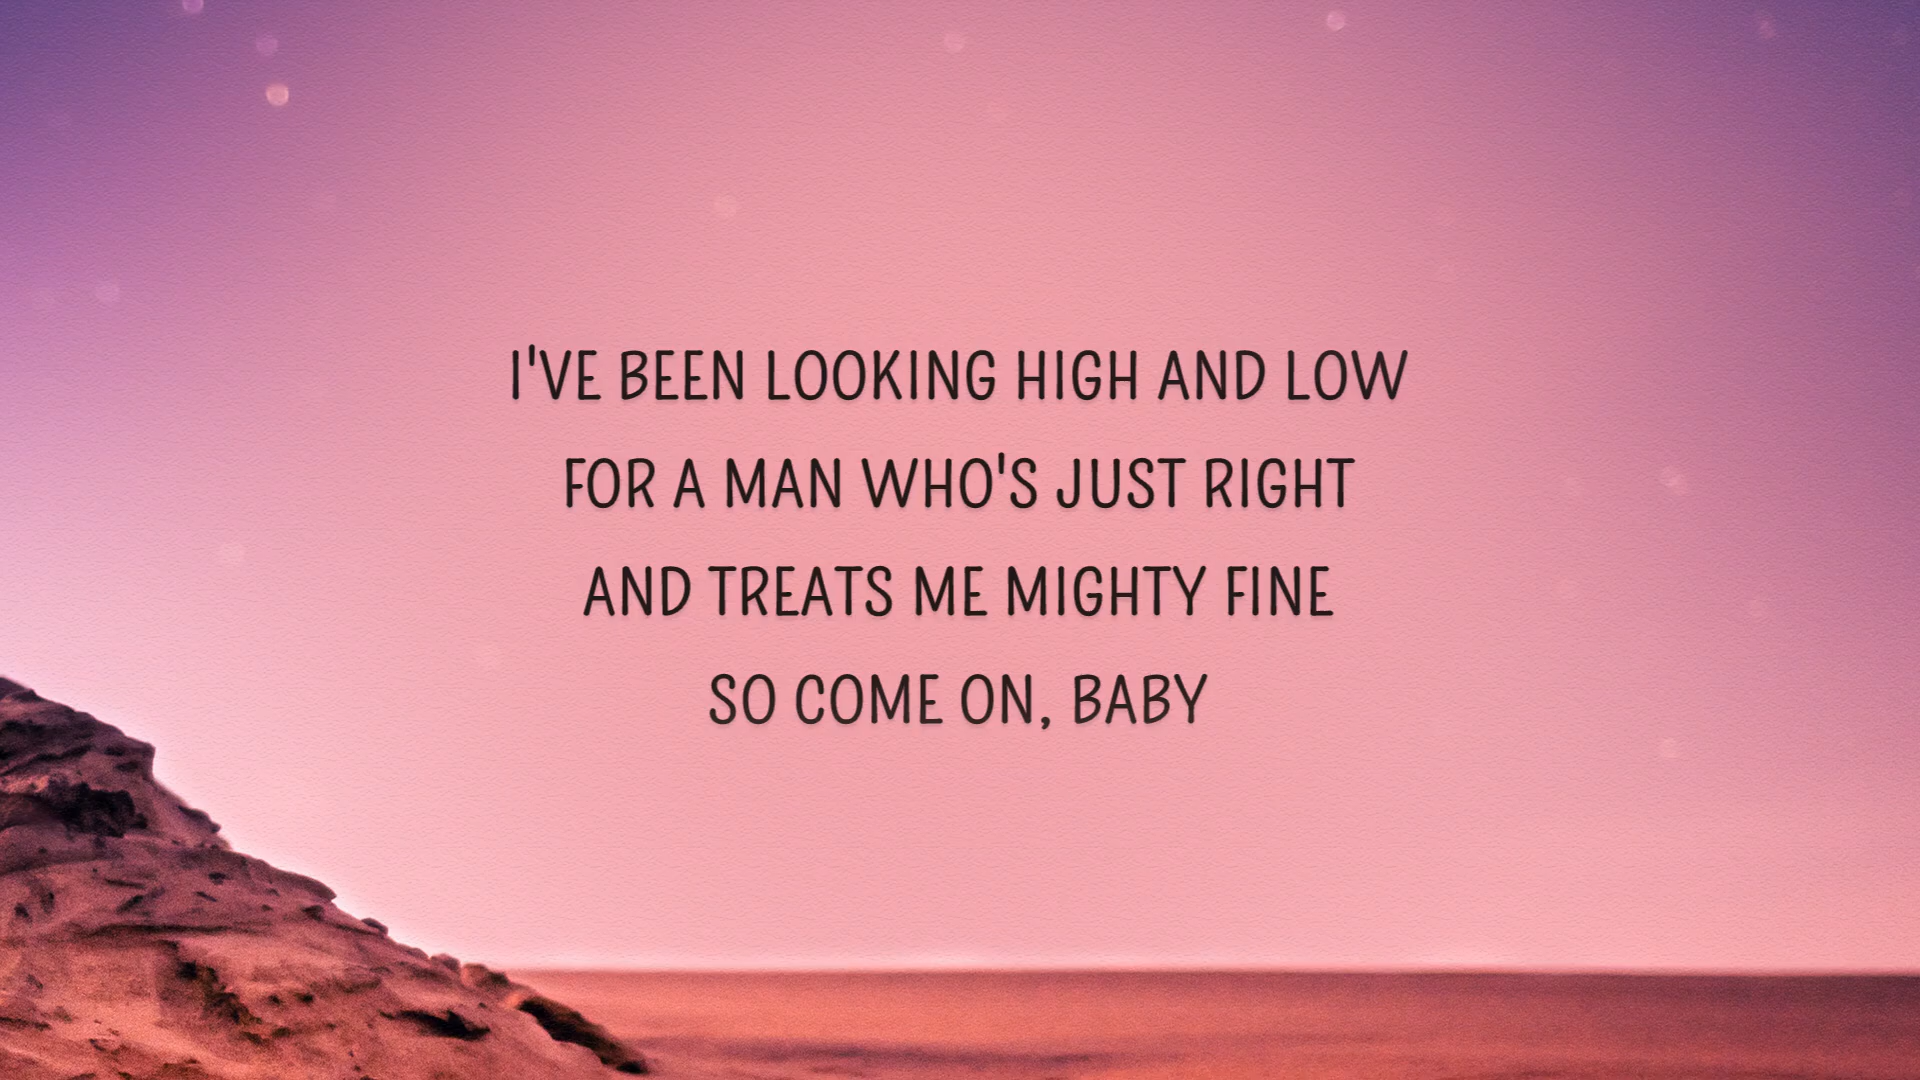 I'VE BEEN LOOKING HIGH AND LOW
FOR A MAN WHO'S JUST RIGHT
AND TREATS ME MIGHTY FINE
SO COME ON, BABY